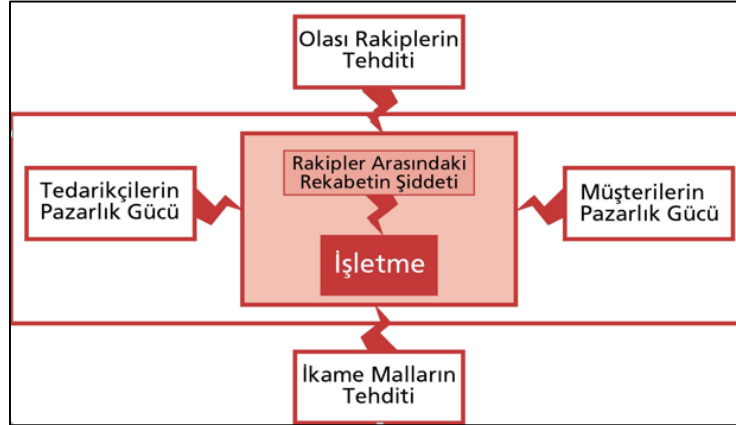 Olası Rakiplerin
Tehditi
Rakipler Arasındaki
Rekabetin Şiddeti
Tedarikçilerin
Pazarlık Gücü
Müşterilerin
Pazarlık Gücü
İşletme
İkame Malların
Tehditi